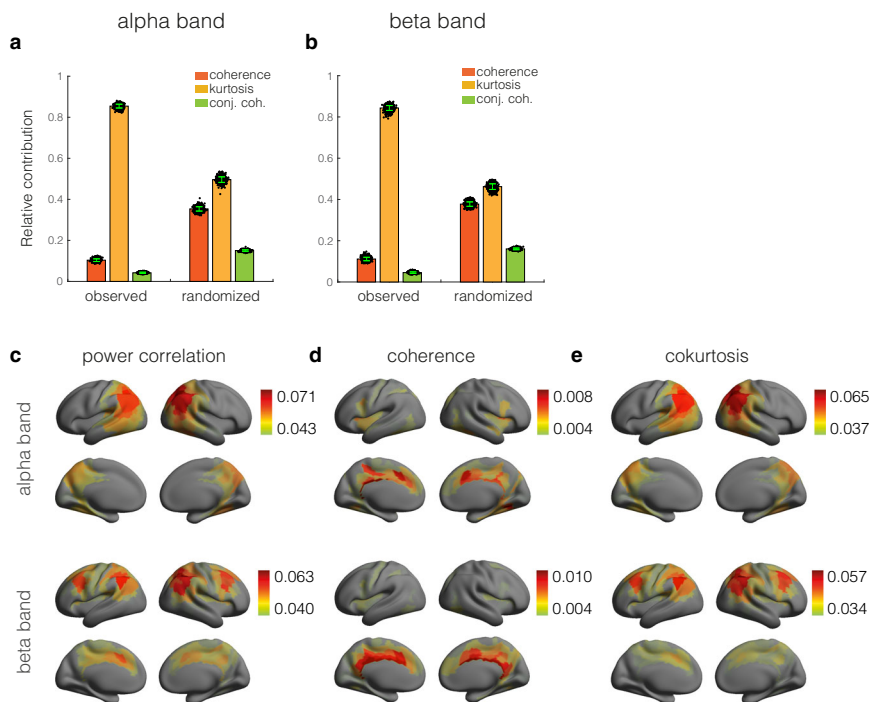 alpha band
beta band
a
b
coherence
kurtosis
conj. coh.
coherence
kurtosis
conj. coh.
Relative contribution
1
0.8
0.6
0.4
0.2
0
1
0.8
0.6
0.4
0.2
0
observed
randomized
observed
randomized
c
power correlation
d
coherence
e
cokurtosis
alpha band
0.071
0.043
0.008
0.004
0.065
0.037
beta band
0.063
0.040
0.010
0.004
0.057
0.034